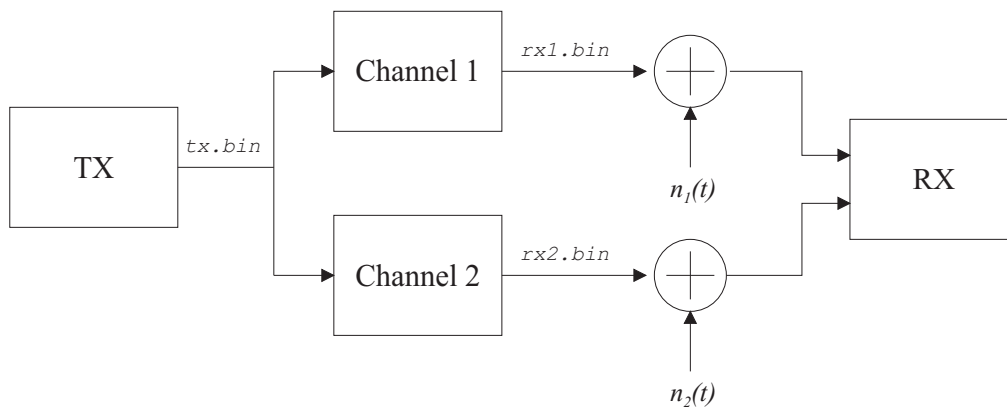 TX
tx.bin
Channel 1
rx1.bin
n1(t)
Channel 2
rx2.bin
n2(t)
RX